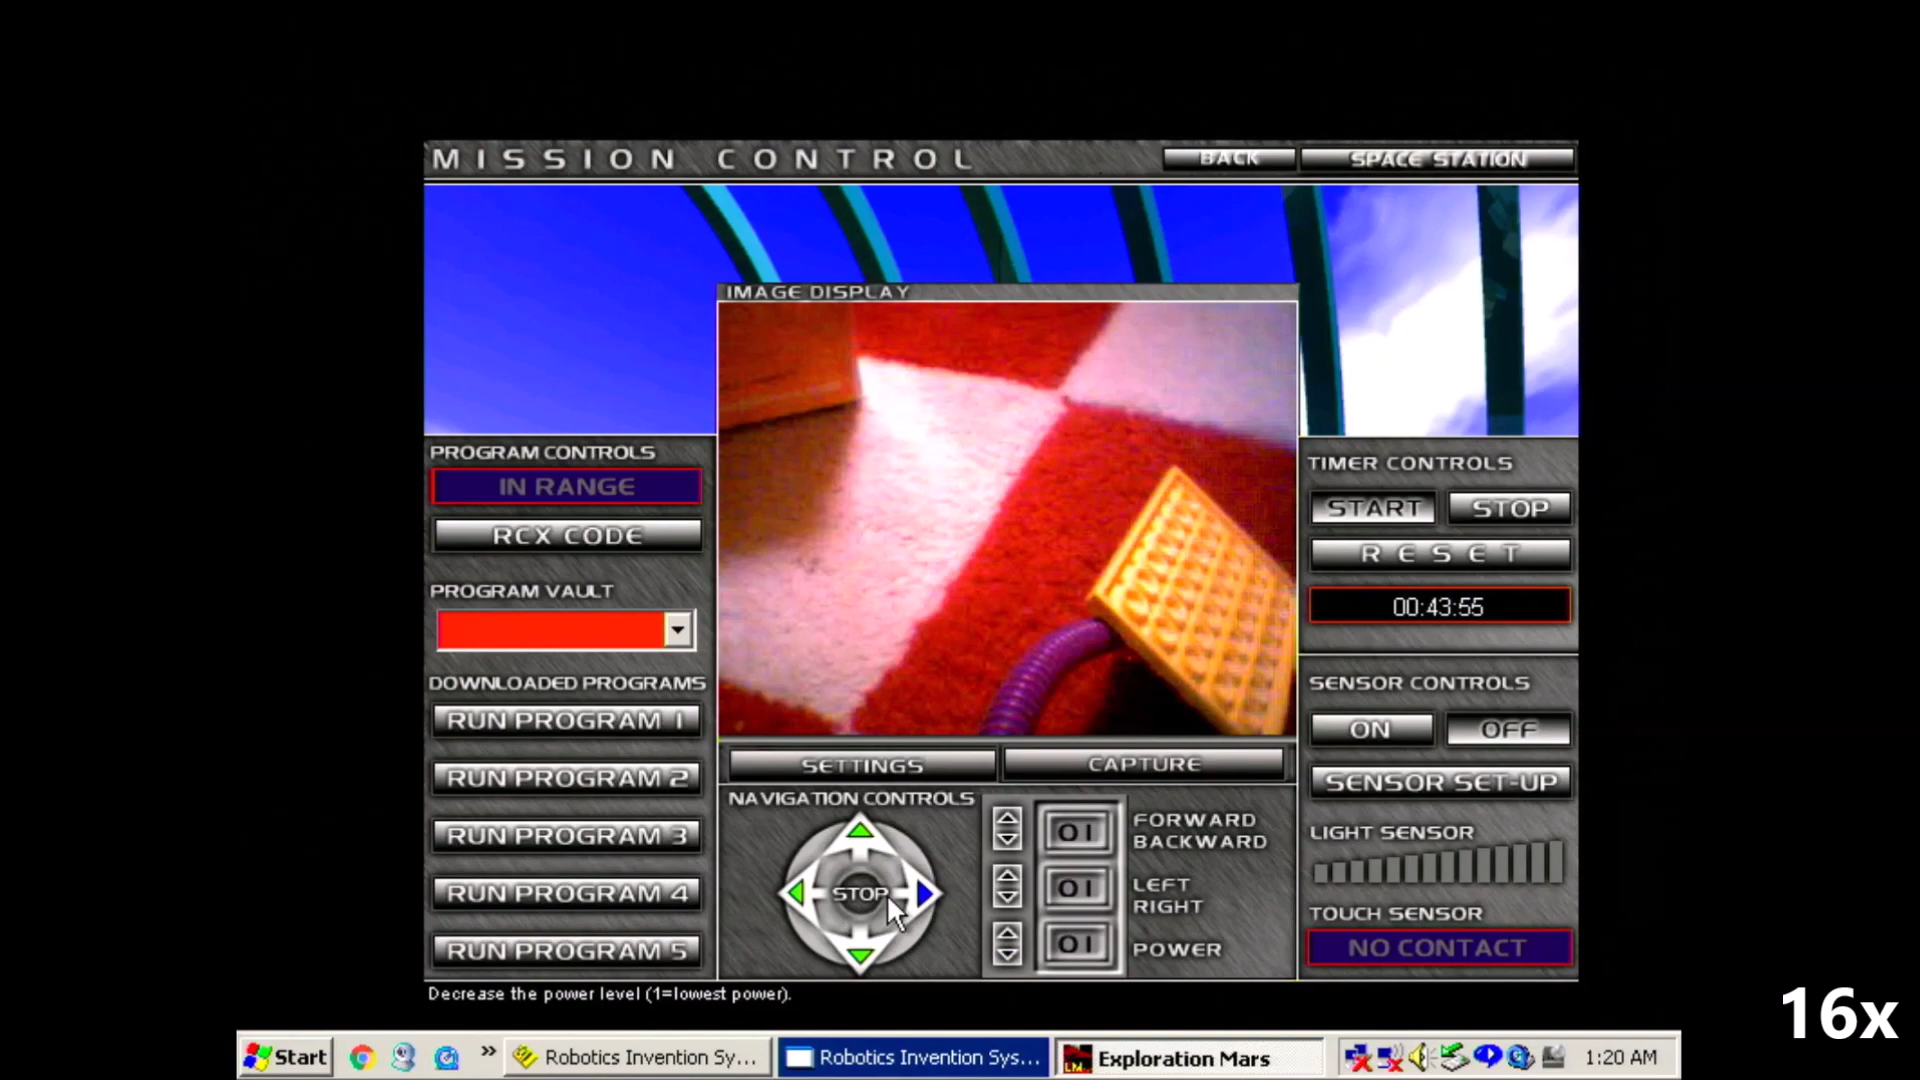 MISSION CONTROL
BACK
SPACE STATION
IMAGE DISPLAY
PROGRAM CONTROLS
IN RANGE
RCX CODE
PROGRAM VAULT
DOWNLOADED PROGRAMS
RUN PROGRAM 1
RUN PROGRAM 2
RUN PROGRAM 3
RUN PROGRAM 4
RUN PROGRAM 5
SETTINGS
CAPTURE
NAVIGATION CONTROLS
STOP
01
FORWARD
BACKWARD
01
LEFT
RIGHT
01
POWER
TIMER CONTROLS
START
STOP
RESET
00:43:55
SENSOR CONTROLS
ON
OFF
SENSOR SET-UP
LIGHT SENSOR
TOUCH SENSOR
NO CONTACT
Decrease the power level (1=lowest power).
16x
Start
»
Robotics Invention Sy...
Robotics Invention Sys...
LM
Exploration Mars
1:20 AM